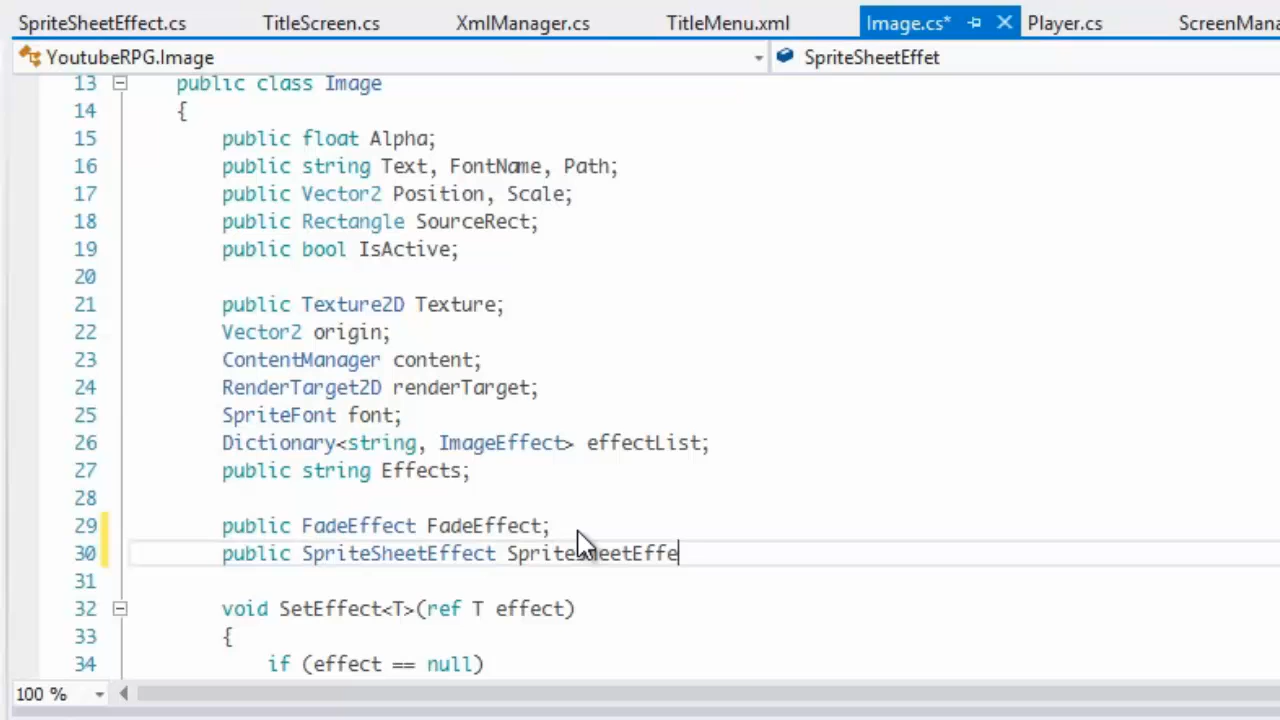 SpriteSheetEffect.cs TitleScreen.cs XmlManager.cs TitleMenu.xml Image.cs* Player.cs ScreenMana
YoutubeRPG.Image SpriteSheetEffet
13 public class Image
14 {
15 public float Alpha;
16 public string Text, FontName, Path;
17 public Vector2 Position, Scale;
18 public Rectangle SourceRect;
19 public bool IsActive;
20
21 public Texture2D Texture;
22 Vector2 origin;
23 ContentManager content;
24 RenderTarget2D renderTarget;
25 SpriteFont font;
26 Dictionary<string, ImageEffect> effectList;
27 public string Effects;
28
29 public FadeEffect FadeEffect;
30 public SpriteSheetEffect SpriteSheetEffe
31
32 void SetEffect<T>(ref T effect)
33 {
34 if (effect == null)
100 %